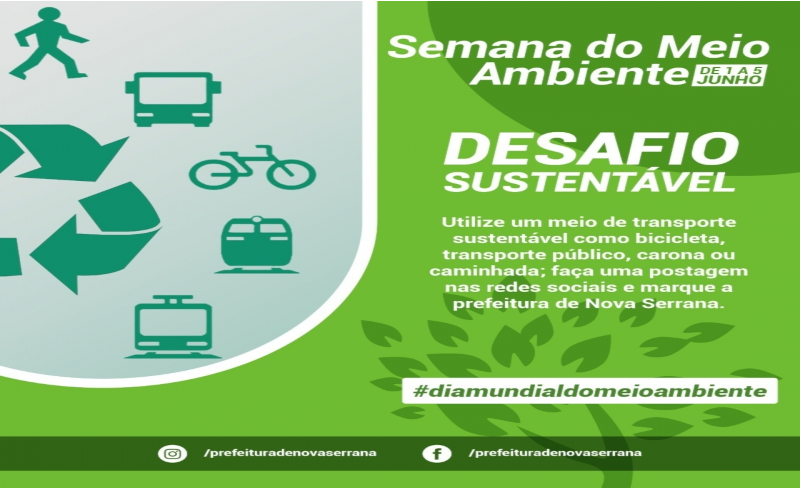 Semana do Meio
Ambiente DE 1 A 5
JUNHO
DESAFIO
SUSTENTÁVEL
Utilize um meio de transporte
sustentável como bicicleta,
transporte público, carona ou
caminhada; faça uma postagem
nas redes sociais e marque a
prefeitura de Nova Serrana.
#diamundialdomeioambiente
/prefeituradenovaserrana /prefeituradenovaserrana